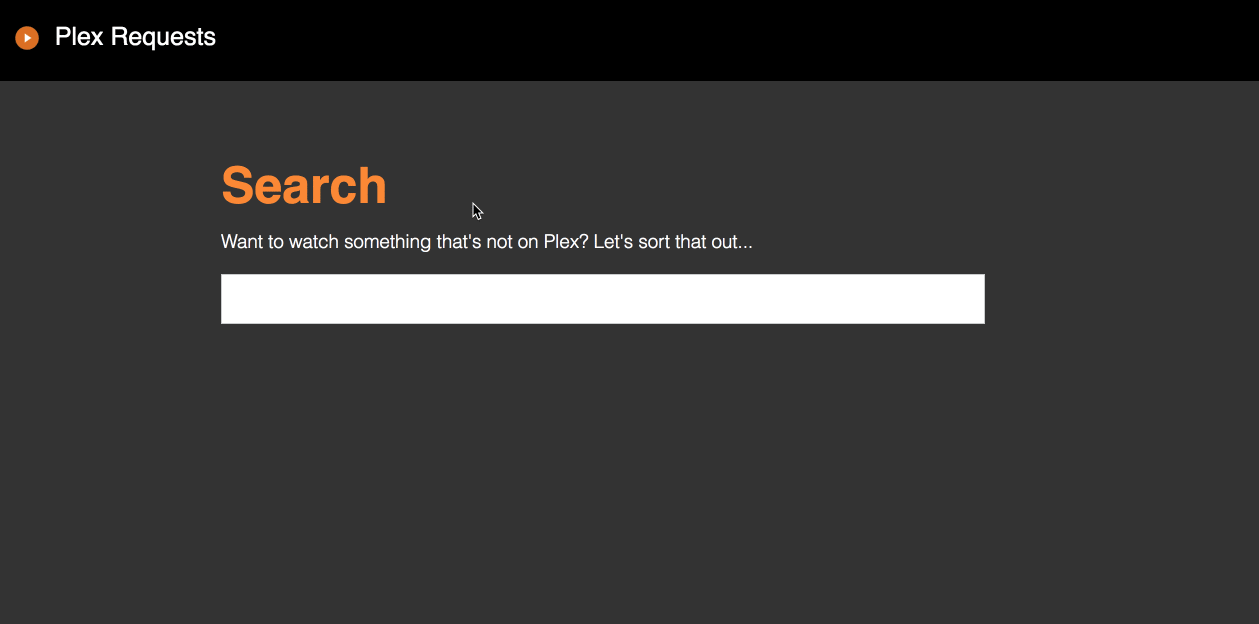 Plex Requests
Search
Want to watch something that's not on Plex? Let's sort that out...